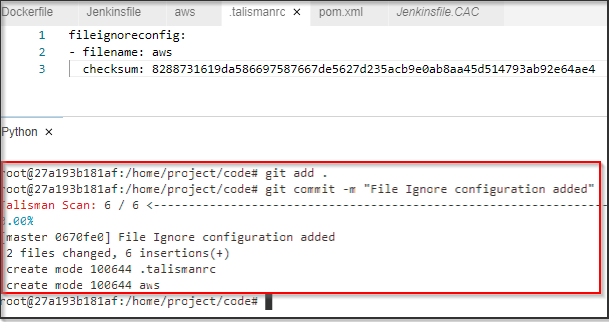 Dockerfile Jenkinsfile aws .talismanrc × pom.xml Jenkinsfile.CAC
1 fileignoreconfig:
2 - filename: aws
3 checksum: 8288731619da586697587667de5627d235acb9e0ab8aa45d514793ab92e64ae4
Python ×
root@27a193b181af:/home/project/code# git add .
root@27a193b181af:/home/project/code# git commit -m "File Ignore configuration added"
Talisman Scan: 6 / 6 <-----------------------------------------------------------
0.00%
[master 0670fe0] File Ignore configuration added
2 files changed, 6 insertions(+)
create mode 100644 .talismanrc
create mode 100644 aws
root@27a193b181af:/home/project/code#